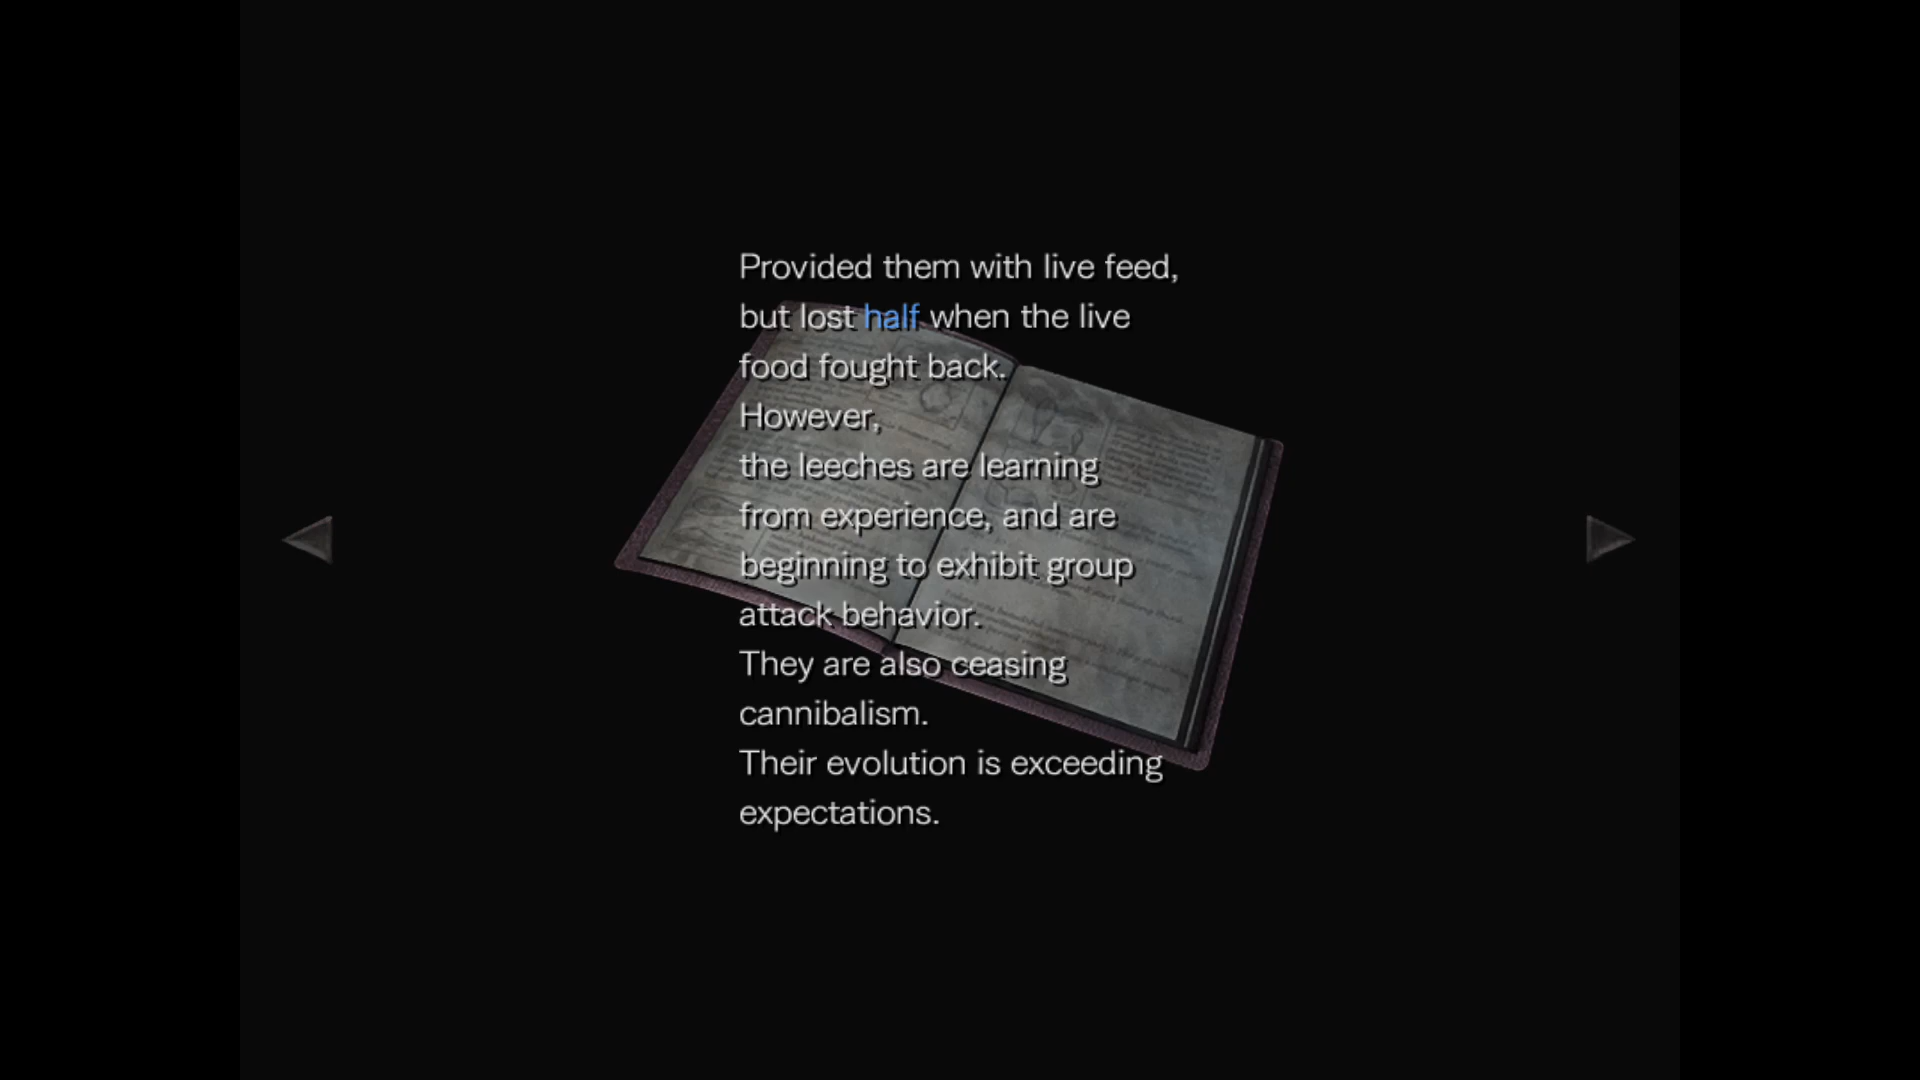 Provided them with live feed,
but lost half when the live
food fought back.
However,
the leeches are learning
from experience, and are
beginning to exhibit group
attack behavior.
They are also ceasing
cannibalism.
Their evolution is exceeding
expectations.